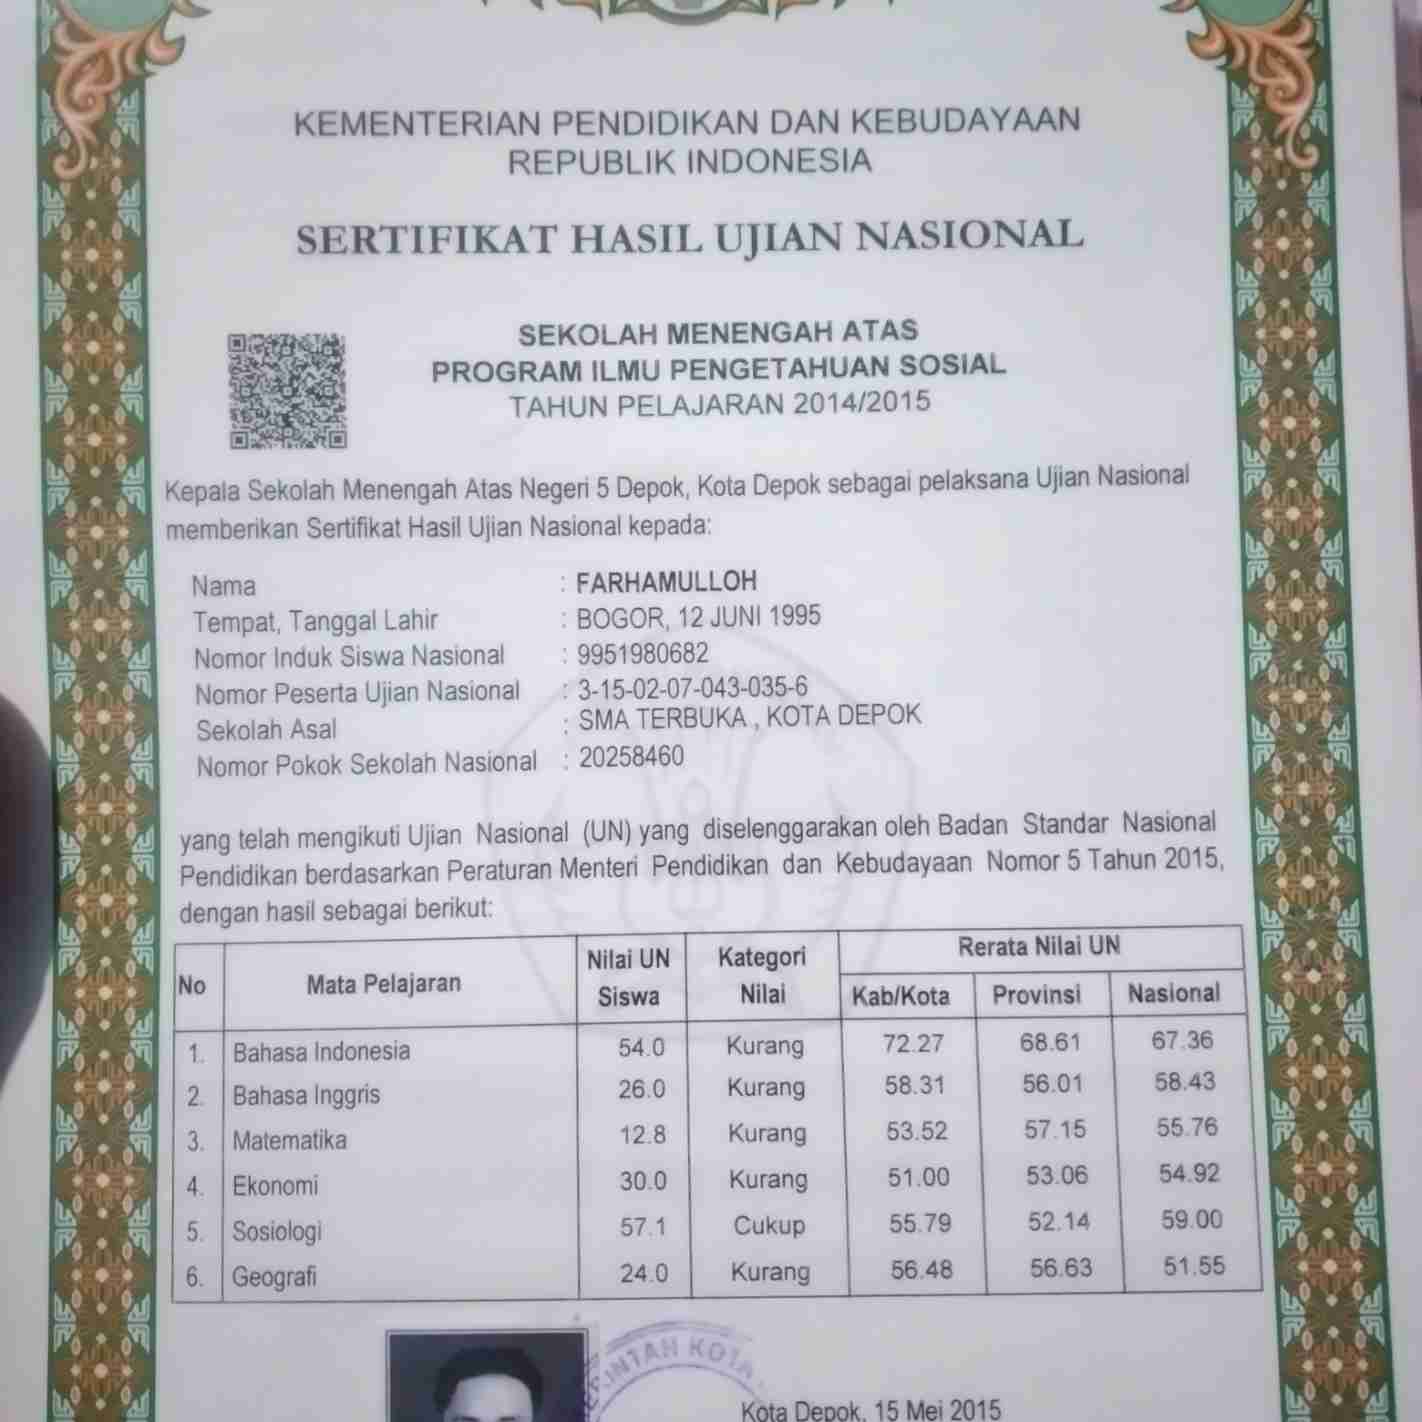 KEMENTERIAN PENDIDIKAN DAN KEBUDAYAAN
REPUBLIK INDONESIA
SERTIFIKAT HASIL UJIAN NASIONAL
SEKOLAH MENENGAH ATAS
PROGRAM ILMU PENGETAHUAN SOSIAL
TAHUN PELAJARAN 2014/2015
Kepala Sekolah Menengah Atas Negeri 5 Depok, Kota Depok sebagai pelaksana Ujian Nasional
memberikan Sertifikat Hasil Ujian Nasional kepada:
Nama : FARHAMULLOH
Tempat, Tanggal Lahir : BOGOR, 12 JUNI 1995
Nomor Induk Siswa Nasional : 9951980682
Nomor Peserta Ujian Nasional : 3-15-02-07-043-035-6
Sekolah Asal : SMA TERBUKA , KOTA DEPOK
Nomor Pokok Sekolah Nasional : 20258460
yang telah mengikuti Ujian Nasional (UN) yang diselenggarakan oleh Badan Standar Nasional
Pendidikan berdasarkan Peraturan Menteri Pendidikan dan Kebudayaan Nomor 5 Tahun 2015,
dengan hasil sebagai berikut:
No Mata Pelajaran Nilai UN Siswa Kategori Nilai Rerata Nilai UN
Kab/Kota Provinsi Nasional
1. Bahasa Indonesia 54.0 Kurang 72.27 68.61 67.36
2. Bahasa Inggris 26.0 Kurang 58.31 56.01 58.43
3. Matematika 12.8 Kurang 53.52 57.15 55.76
4. Ekonomi 30.0 Kurang 51.00 53.06 54.92
5. Sosiologi 57.1 Cukup 55.79 52.14 59.00
6. Geografi 24.0 Kurang 56.48 56.63 51.55
KOTA
Kota Depok, 15 Mei 2015